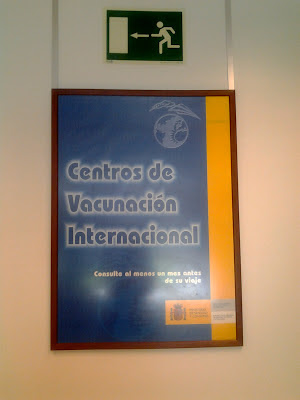 Centros de
Vacunación
Internacional
Consulte al menos un mes antes
de su viaje